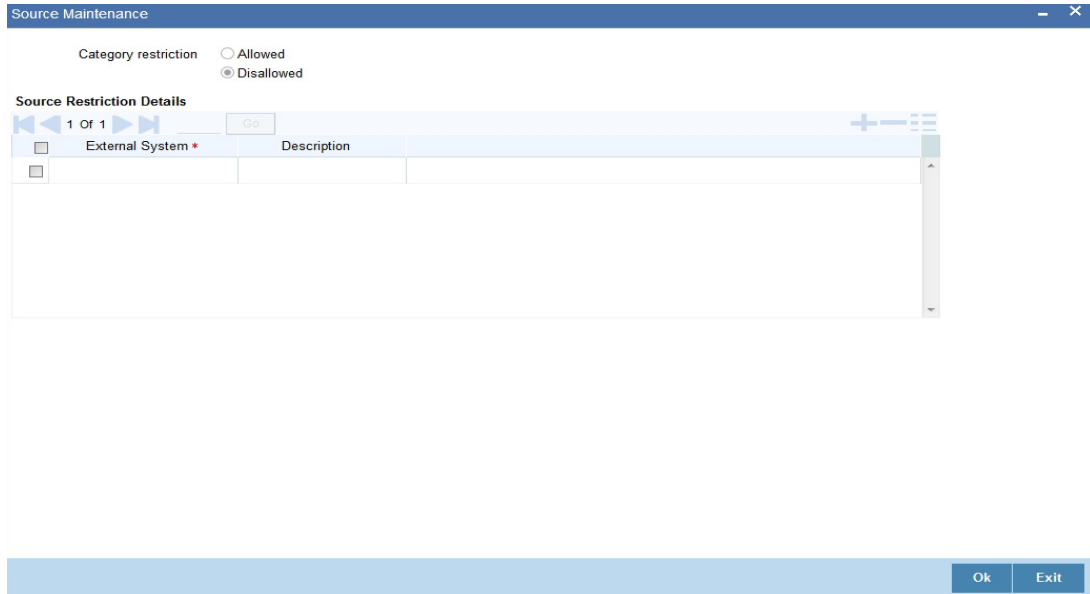 Source Maintenance
Category restriction Allowed
Disallowed
Source Restriction Details
1 Of 1 Go
External System * Description
Ok Exit